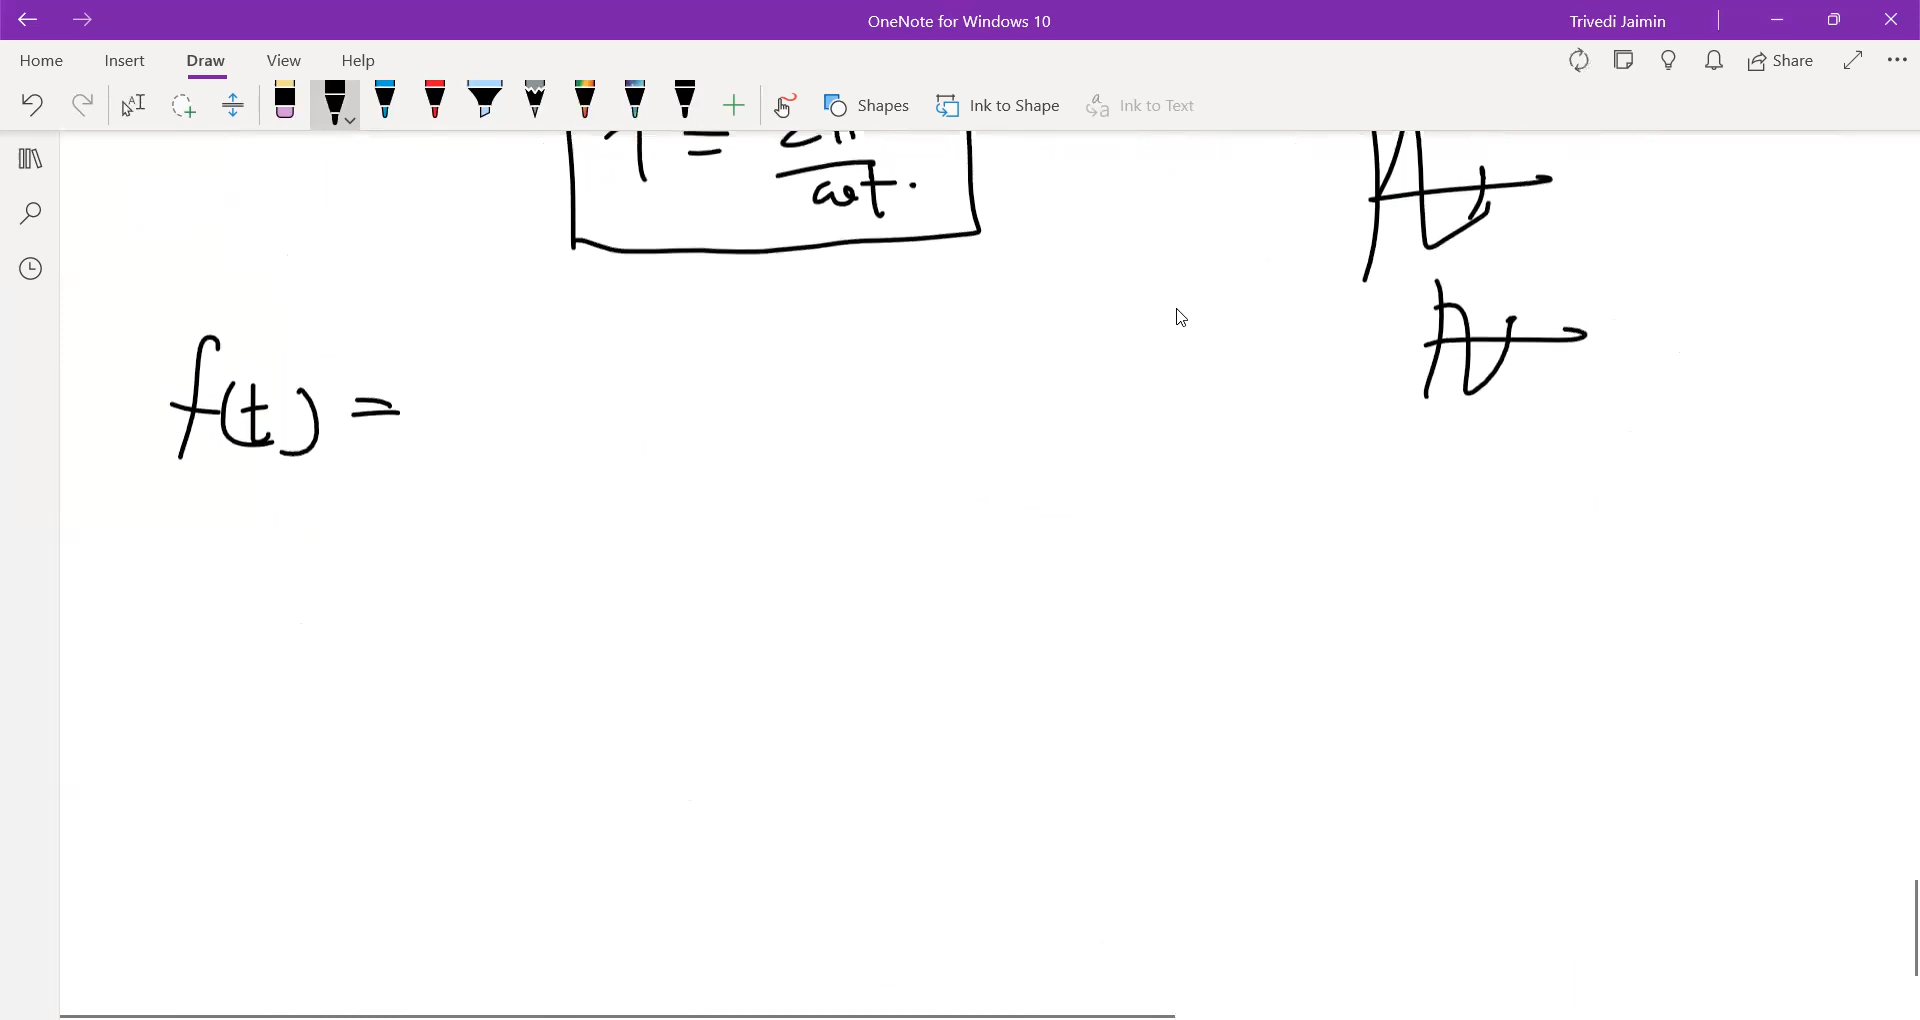 OneNote for Windows 10
Trivedi Jaimin
Home Insert Draw View Help
Share
Shapes
Ink to Shape
Ink to Text
T = 2π
ωt.
f(t) =